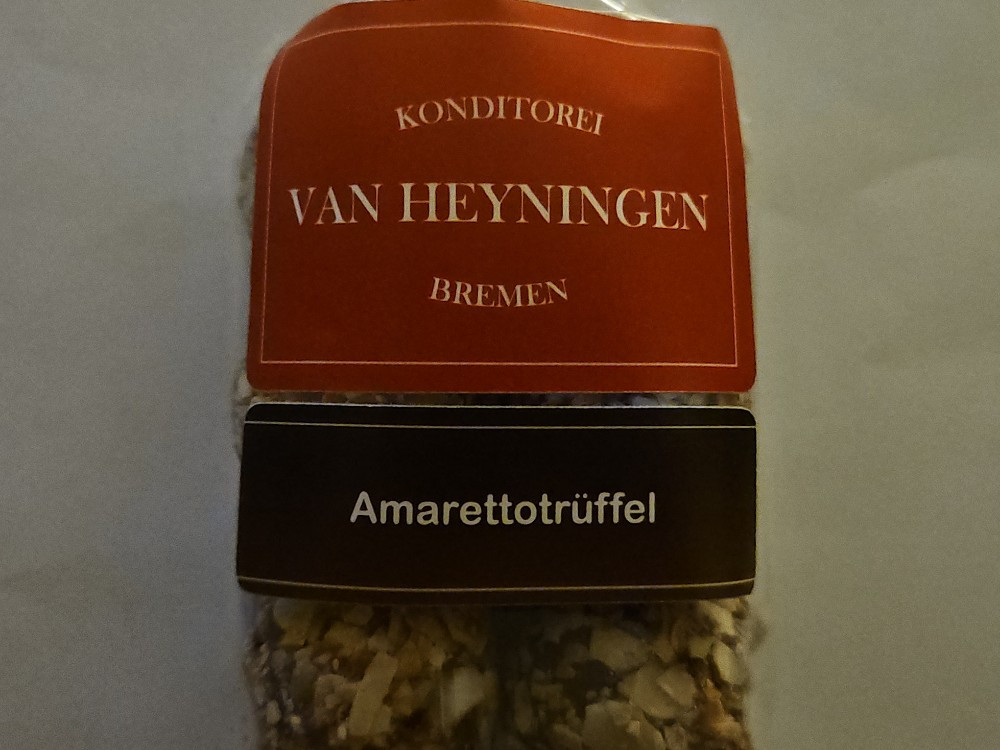 KONDITOREI
VAN HEYNINGEN
BREMEN
Amarettotrüffel